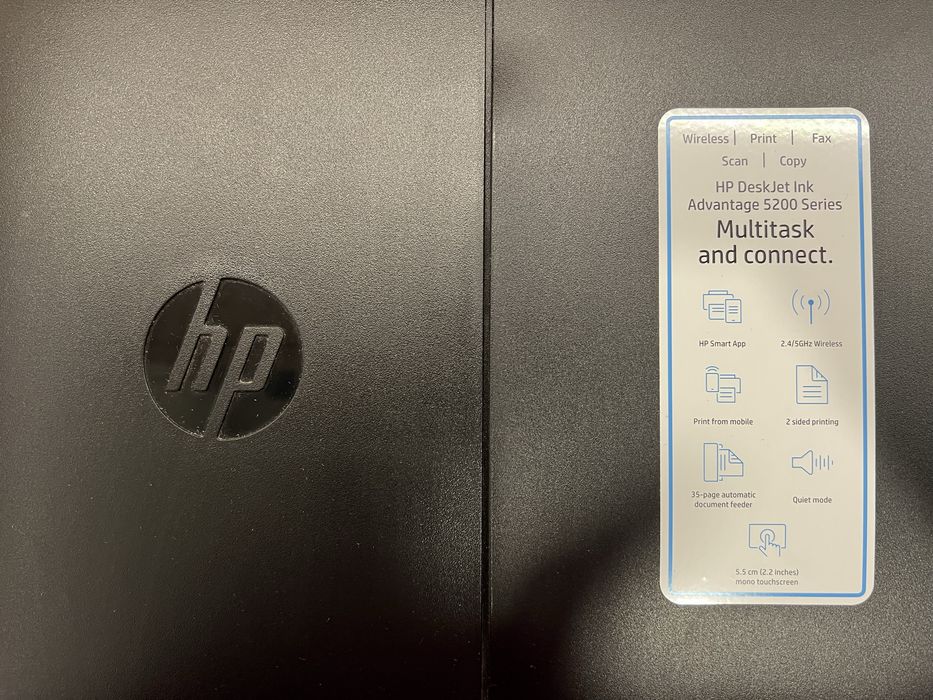 hp
Wireless | Print | Fax
Scan | Copy
HP DeskJet Ink
Advantage 5200 Series
Multitask
and connect.
HP Smart App
2.4/5GHz Wireless
Print from mobile
2 sided printing
35-page automatic
document feeder
Quiet mode
5.5 cm (2.2 inches)
mono touchscreen